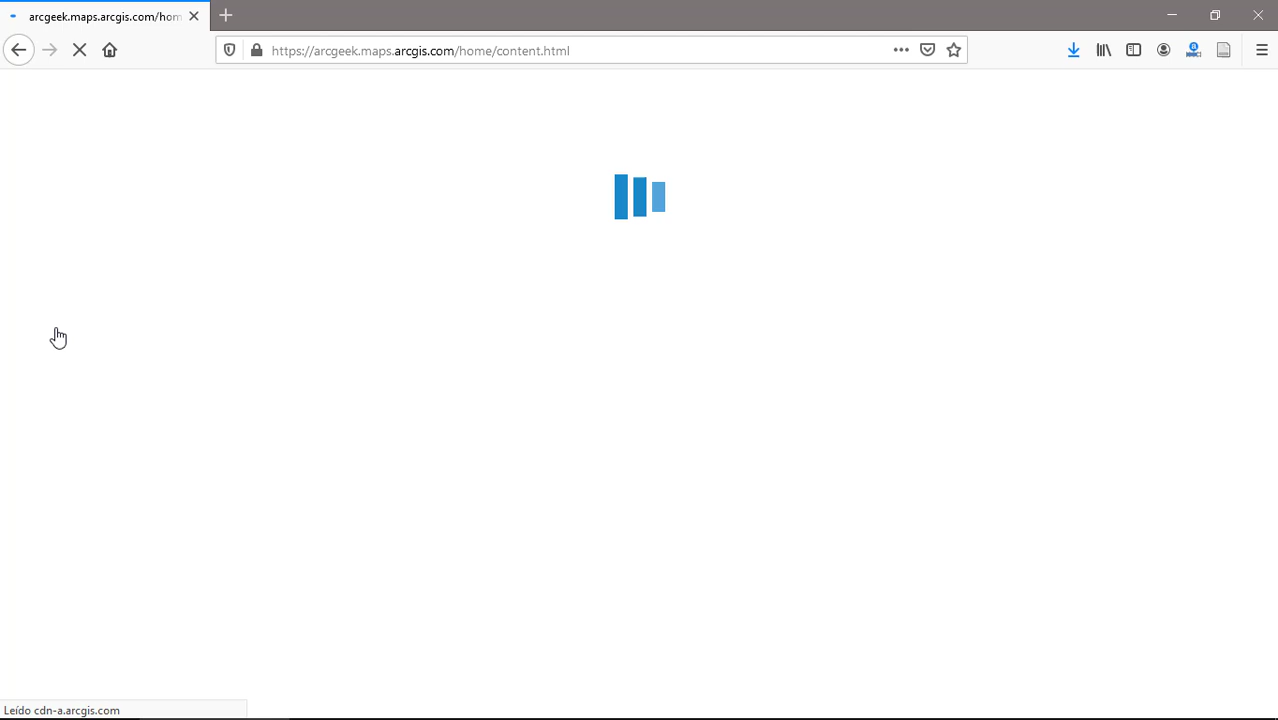 arcgeek.maps.arcgis.com/hom
https://arcgeek.maps.arcgis.com/home/content.html
Leído cdn-a.arcgis.com